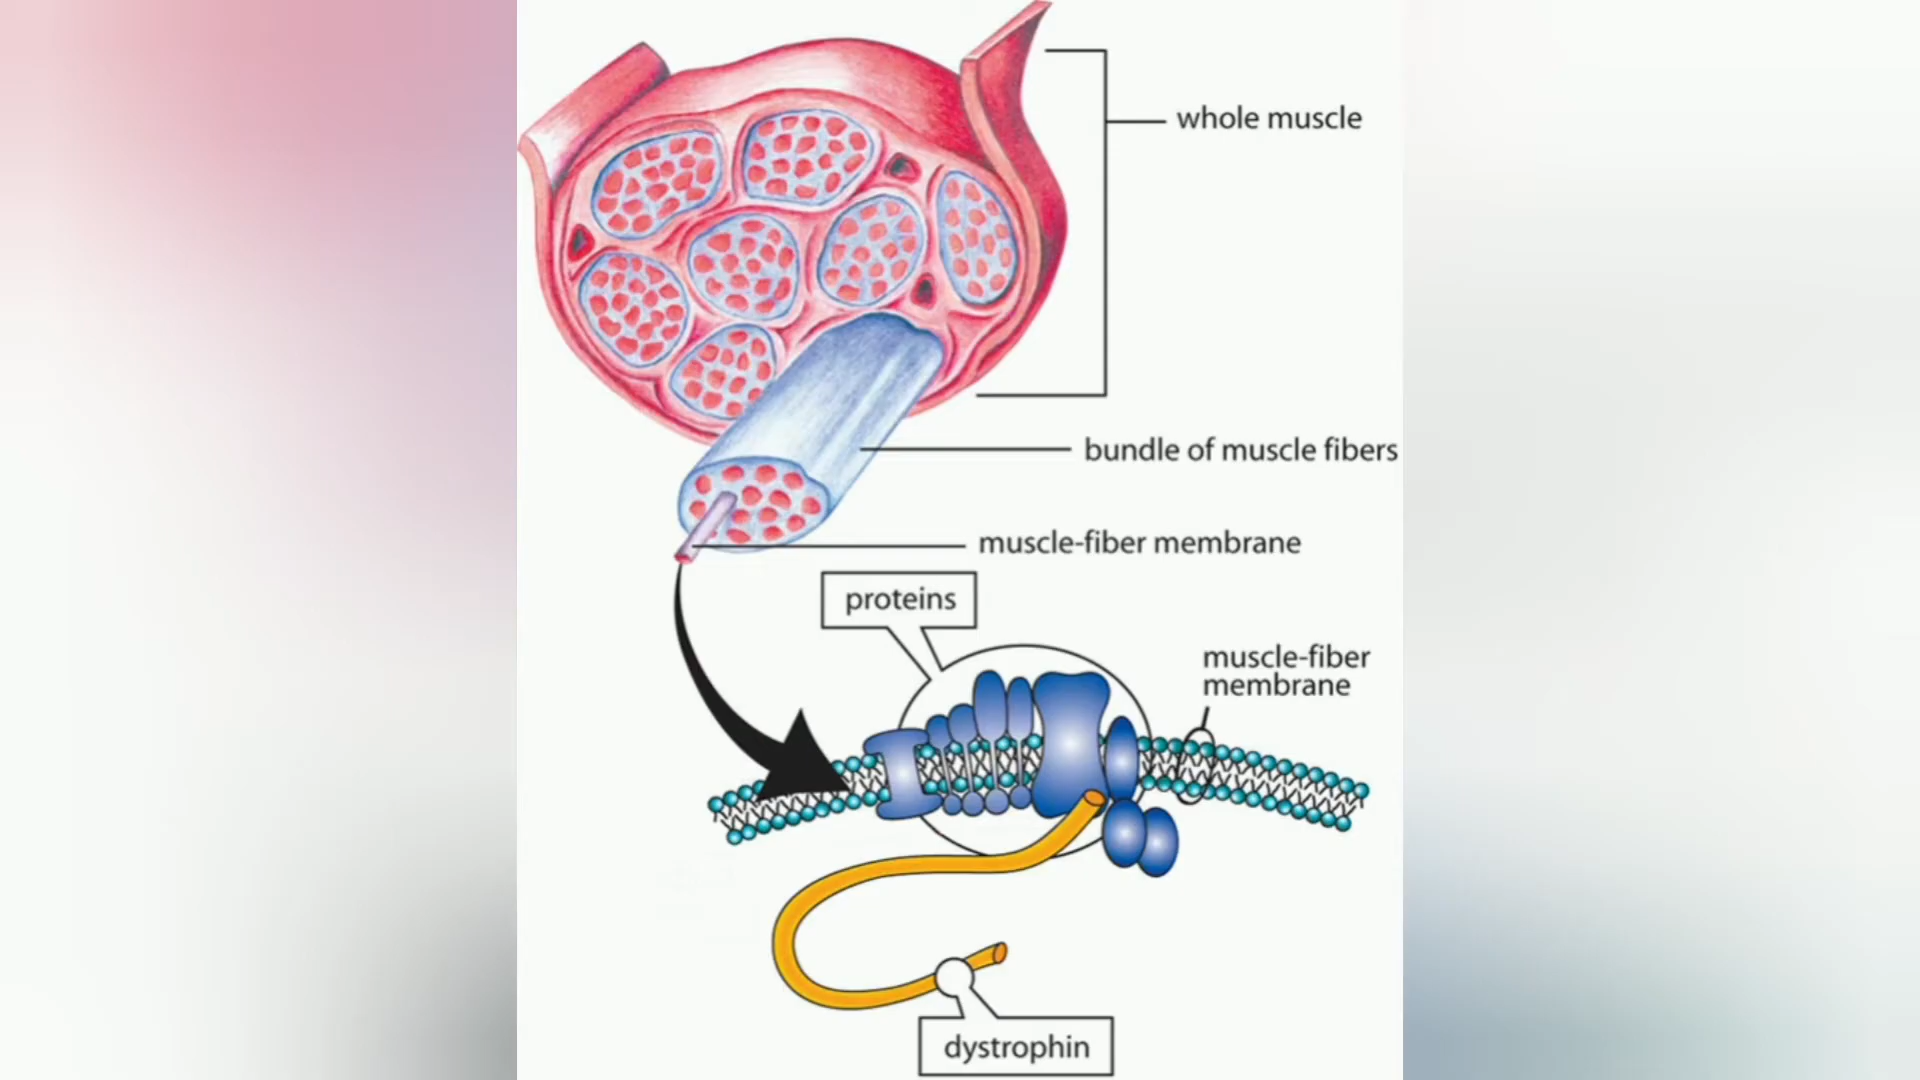 whole muscle
bundle of muscle fibers
muscle-fiber membrane
proteins
muscle-fiber
membrane
dystrophin